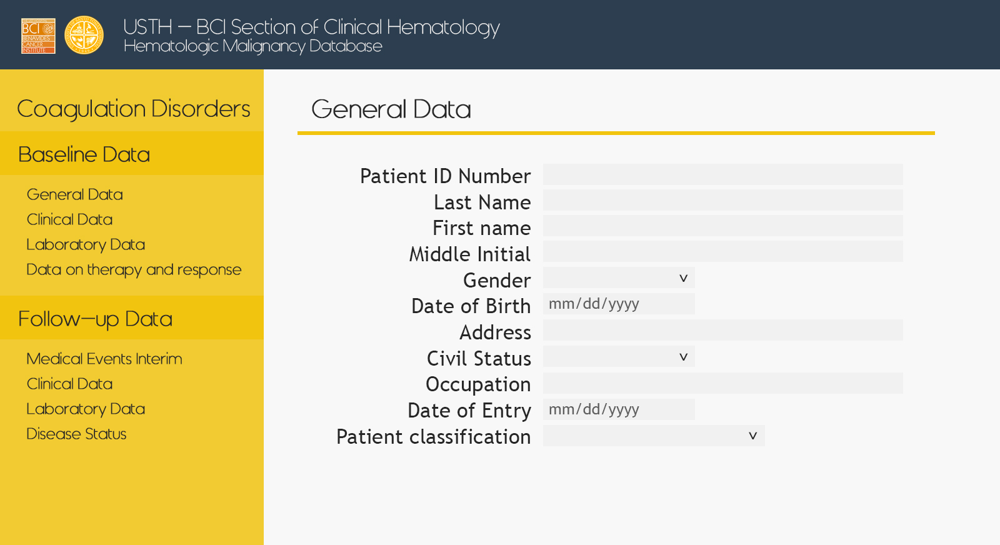 BCI
BENAVIDES
CANCER
INSTITUTE
USTH – BCI Section of Clinical Hematology
Hematologic Malignancy Database
Coagulation Disorders
Baseline Data
General Data
Clinical Data
Laboratory Data
Data on therapy and response
Follow-up Data
Medical Events Interim
Clinical Data
Laboratory Data
Disease Status
General Data
Patient ID Number
Last Name
First name
Middle Initial
Gender v
Date of Birth mm/dd/yyyy
Address
Civil Status v
Occupation
Date of Entry mm/dd/yyyy
Patient classification v